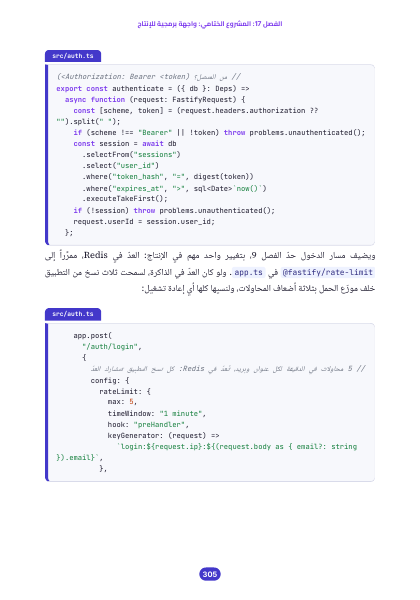 الفصل 17: المشروع الختامي: واجهة برمجية للإنتاج
src/auth.ts
// من الفصل 9 (Authorization: Bearer <token>)
export const authenticate = ({ db }: Deps) =>
async function (request: FastifyRequest) {
const [scheme, token] = (request.headers.authorization ??
"").split(" ");
if (scheme !== "Bearer" || !token) throw problems.unauthenticated();
const session = await db
.selectFrom("sessions")
.select("user_id")
.where("token_hash", "=", digest(token))
.where("expires_at", ">", sql<Date>`now()`)
.executeTakeFirst();
if (!session) throw problems.unauthenticated();
request.userId = session.user_id;
};
ويضيف مسار الدخول حدّ الفصل 9، بتغيير واحد مهم في الإنتاج: العدّ في Redis، ممرّراً إلى
@fastify/rate-limit في app.ts. ولو كان العدّ في الذاكرة، لسمحت ثلاث نسخ من التطبيق
خلف موزّع الحمل بثلاثة أضعاف المحاولات، ولنسيها كلها أي إعادة تشغيل:
src/auth.ts
app.post(
"/auth/login",
{
// 5 محاولات في الدقيقة لكل عنوان وبريد، تُعدّ في Redis: كل نسخ التطبيق تتشارك العدّ
config: {
rateLimit: {
max: 5,
timeWindow: "1 minute",
hook: "preHandler",
keyGenerator: (request) =>
`login:${request.ip}:${(request.body as { email?: string
}).email}`,
},
305